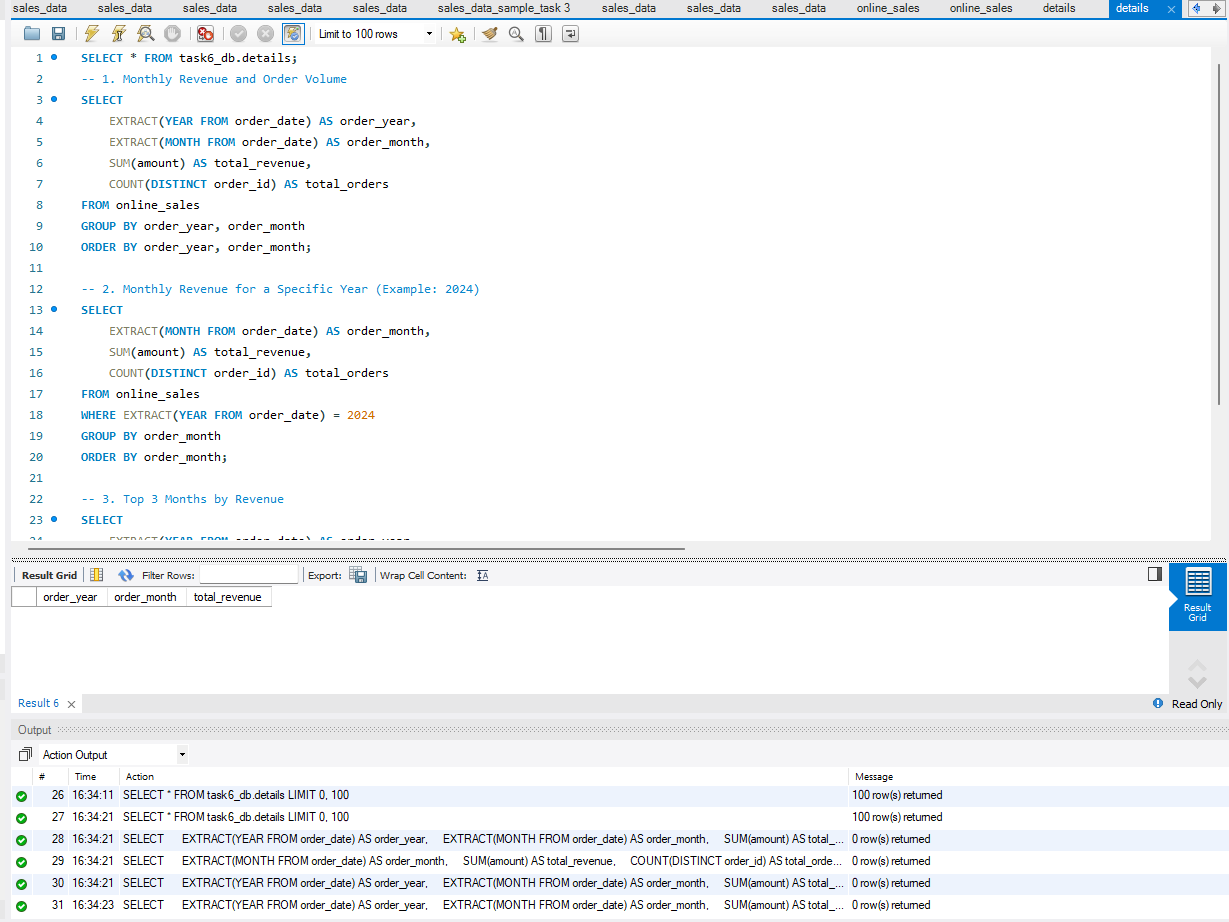 sales_data sales_data sales_data sales_data sales_data sales_data_sample_task 3 sales_data sales_data sales_data online_sales online_sales details details
Limit to 100 rows
1 SELECT * FROM task6_db.details;
2 -- 1. Monthly Revenue and Order Volume
3 SELECT
4 EXTRACT(YEAR FROM order_date) AS order_year,
5 EXTRACT(MONTH FROM order_date) AS order_month,
6 SUM(amount) AS total_revenue,
7 COUNT(DISTINCT order_id) AS total_orders
8 FROM online_sales
9 GROUP BY order_year, order_month
10 ORDER BY order_year, order_month;
11
12 -- 2. Monthly Revenue for a Specific Year (Example: 2024)
13 SELECT
14 EXTRACT(MONTH FROM order_date) AS order_month,
15 SUM(amount) AS total_revenue,
16 COUNT(DISTINCT order_id) AS total_orders
17 FROM online_sales
18 WHERE EXTRACT(YEAR FROM order_date) = 2024
19 GROUP BY order_month
20 ORDER BY order_month;
21
22 -- 3. Top 3 Months by Revenue
23 SELECT
24 EXTRACT(YEAR FROM order_date) AS order_year
Result Grid Filter Rows: Export: Wrap Cell Content:
order_year order_month total_revenue
Result Grid
Result 6 Read Only
Output
Action Output
# Time Action Message
26 16:34:11 SELECT * FROM task6_db.details LIMIT 0, 100 100 row(s) returned
27 16:34:21 SELECT * FROM task6_db.details LIMIT 0, 100 100 row(s) returned
28 16:34:21 SELECT EXTRACT(YEAR FROM order_date) AS order_year, EXTRACT(MONTH FROM order_date) AS order_month, SUM(amount) AS total_... 0 row(s) returned
29 16:34:21 SELECT EXTRACT(MONTH FROM order_date) AS order_month, SUM(amount) AS total_revenue, COUNT(DISTINCT order_id) AS total_orde... 0 row(s) returned
30 16:34:21 SELECT EXTRACT(YEAR FROM order_date) AS order_year, EXTRACT(MONTH FROM order_date) AS order_month, SUM(amount) AS total_... 0 row(s) returned
31 16:34:23 SELECT EXTRACT(YEAR FROM order_date) AS order_year, EXTRACT(MONTH FROM order_date) AS order_month, SUM(amount) AS total_... 0 row(s) returned